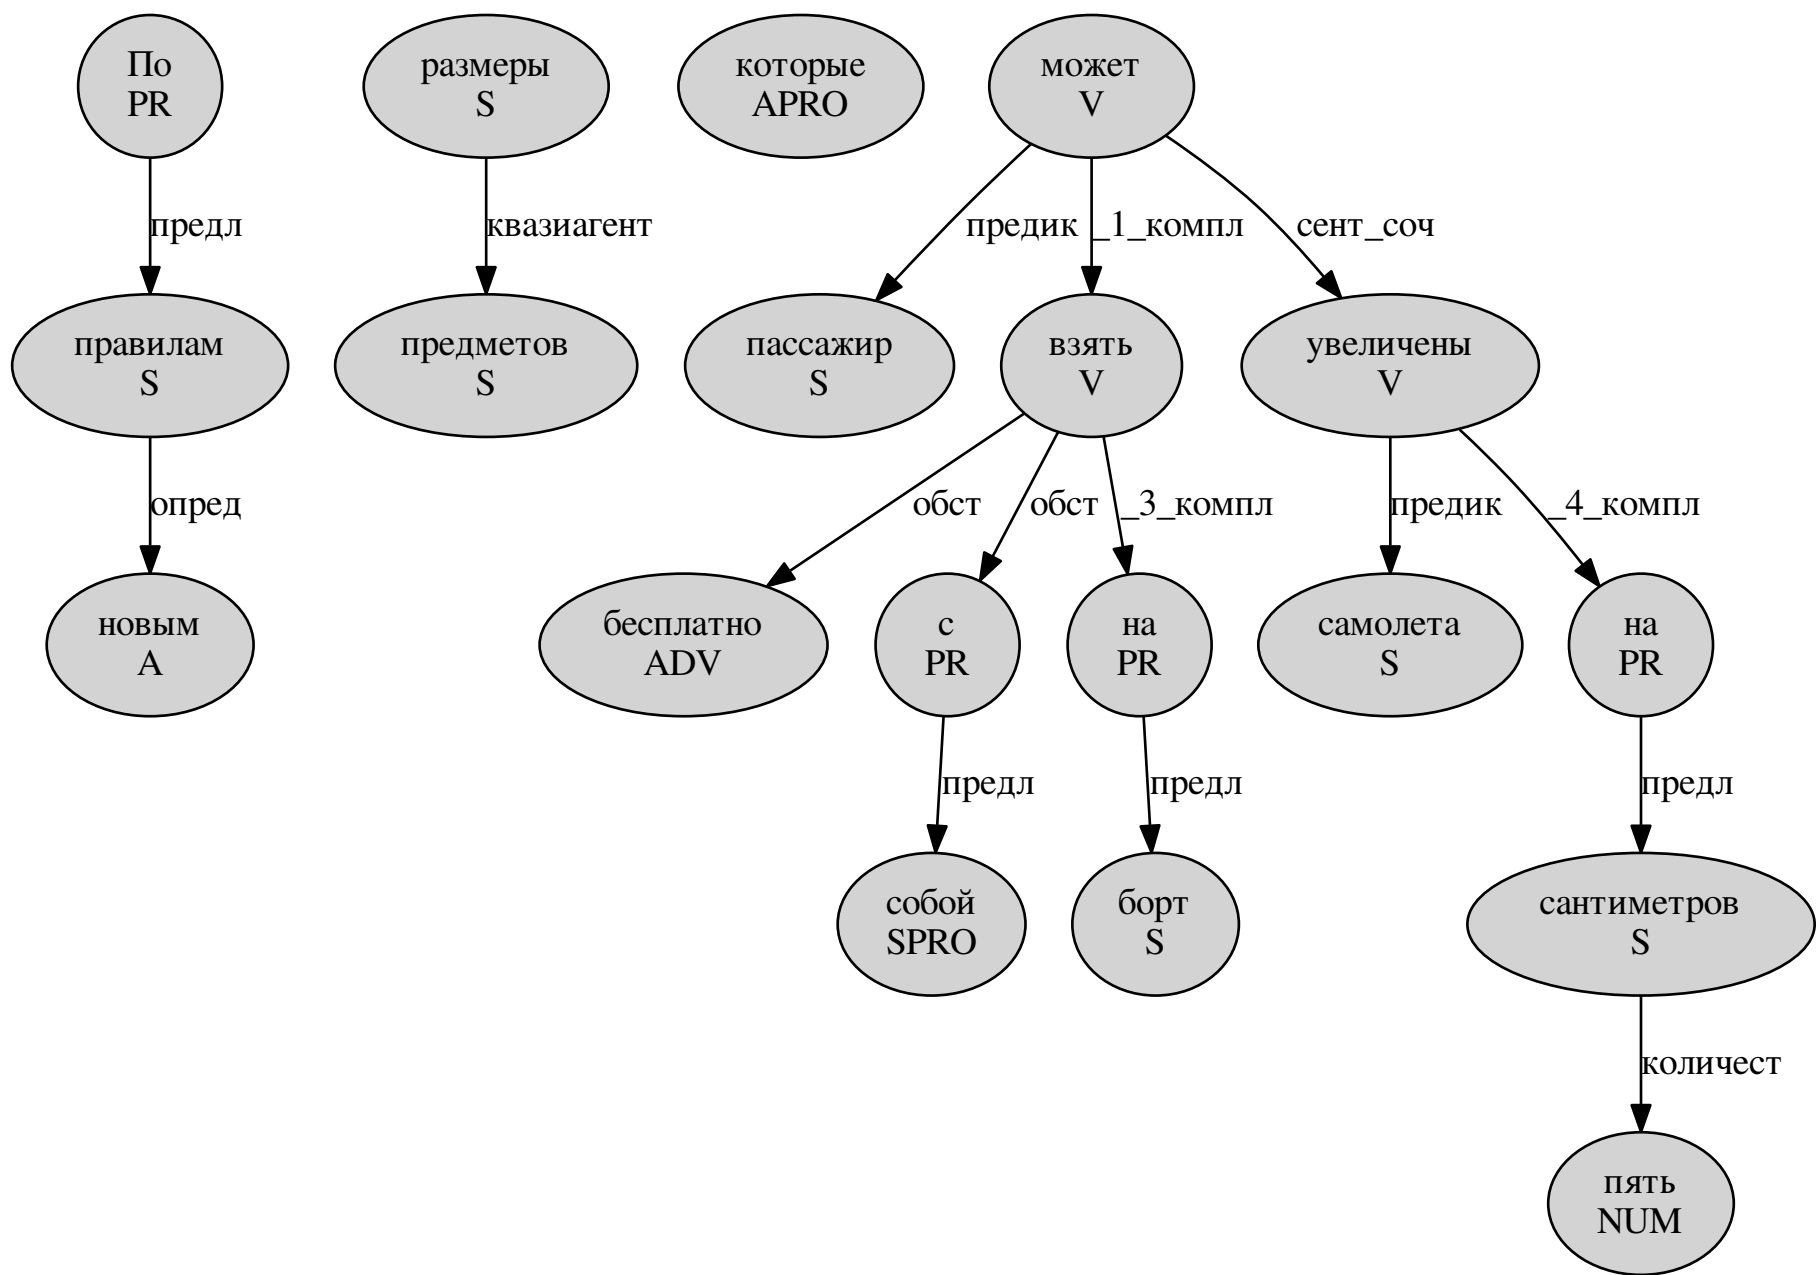 По
PR
размеры
S
которые
APRO
может
V
предл
квазиагент
предик
_1_компл
сент_соч
правилам
S
предметов
S
пассажир
S
взять
V
увеличены
V
опред
обст
обст
_3_компл
предик
_4_компл
новым
A
бесплатно
ADV
с
PR
на
PR
самолета
S
на
PR
предл
предл
предл
собой
SPRO
борт
S
сантиметров
S
количест
пять
NUM